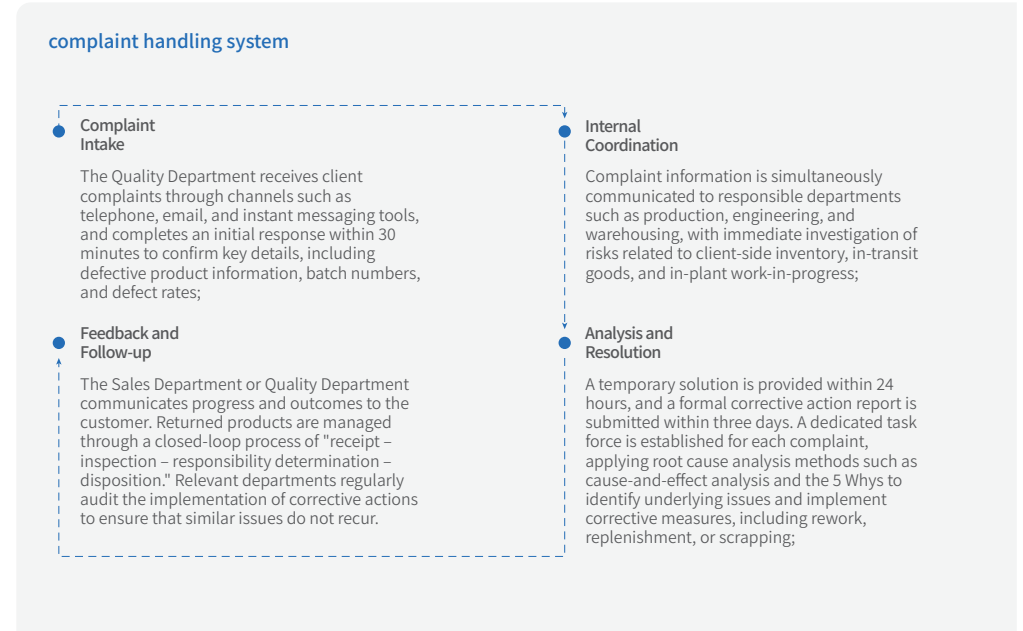 complaint handling system
Complaint
Intake
The Quality Department receives client
complaints through channels such as
telephone, email, and instant messaging tools,
and completes an initial response within 30
minutes to confirm key details, including
defective product information, batch numbers,
and defect rates;
Internal
Coordination
Complaint information is simultaneously
communicated to responsible departments
such as production, engineering, and
warehousing, with immediate investigation of
risks related to client-side inventory, in-transit
goods, and in-plant work-in-progress;
Analysis and
Resolution
A temporary solution is provided within 24
hours, and a formal corrective action report is
submitted within three days. A dedicated task
force is established for each complaint,
applying root cause analysis methods such as
cause-and-effect analysis and the 5 Whys to
identify underlying issues and implement
corrective measures, including rework,
replenishment, or scrapping;
Feedback and
Follow-up
The Sales Department or Quality Department
communicates progress and outcomes to the
customer. Returned products are managed
through a closed-loop process of "receipt –
inspection – responsibility determination –
disposition." Relevant departments regularly
audit the implementation of corrective actions
to ensure that similar issues do not recur.